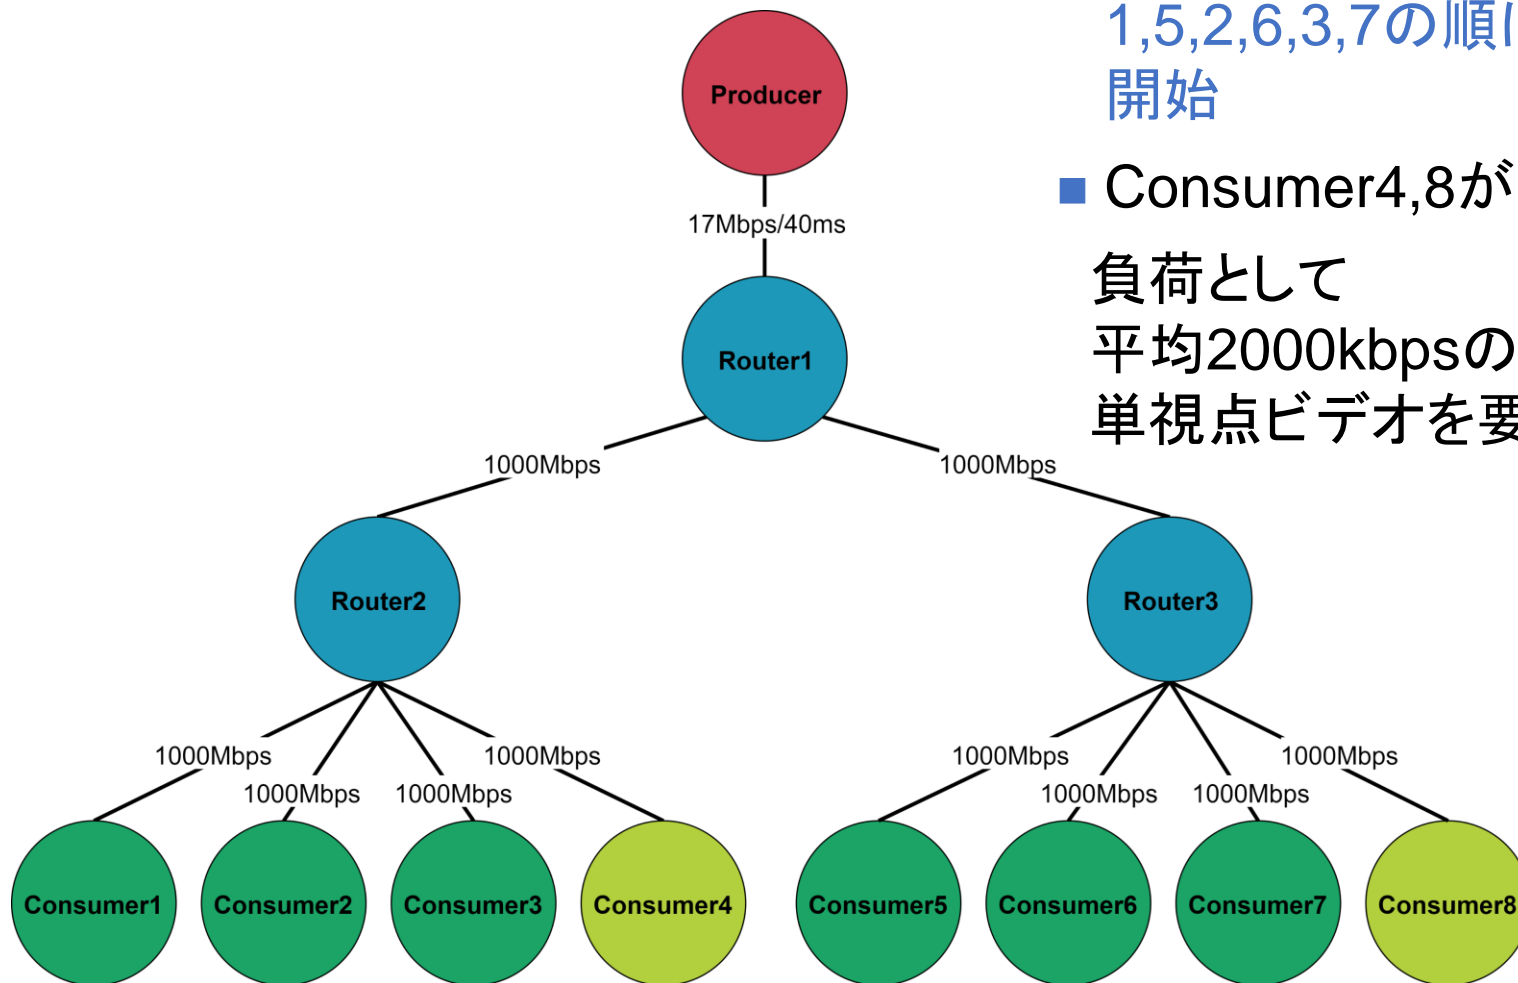 1,5,2,6,3,7の順に
開始
Consumer4,8が
負荷として
平均2000kbpsの
単視点ビデオを要
Producer
17Mbps/40ms
Router1
1000Mbps
1000Mbps
Router2
Router3
1000Mbps
1000Mbps
1000Mbps
1000Mbps
1000Mbps
1000Mbps
1000Mbps
1000Mbps
Consumer1
Consumer2
Consumer3
Consumer4
Consumer5
Consumer6
Consumer7
Consumer8